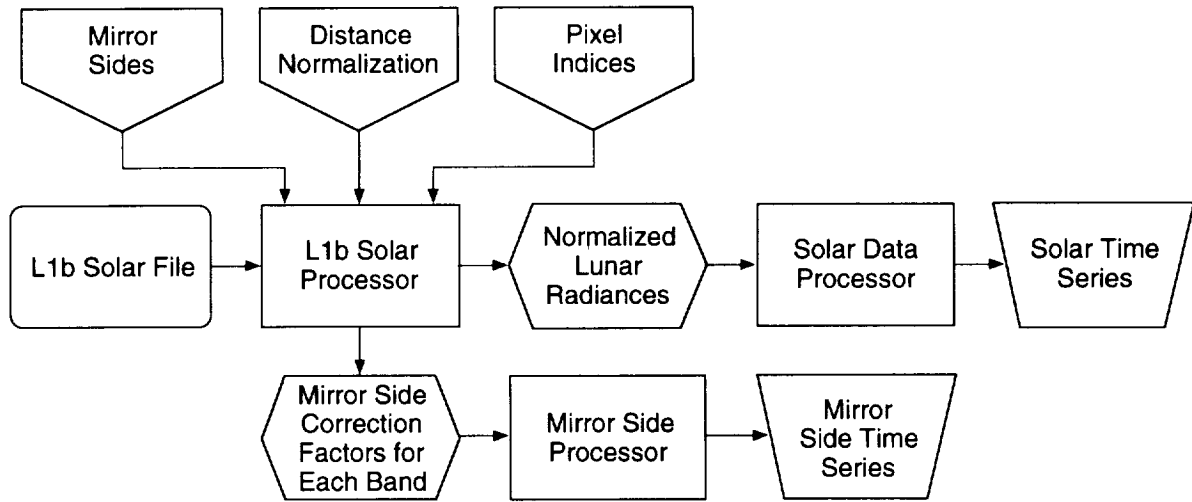 Mirror
Sides
Distance
Normalization
Pixel
Indices
L1b Solar File
L1b Solar
Processor
Normalized
Lunar
Radiances
Solar Data
Processor
Solar Time
Series
Mirror Side
Correction
Factors for
Each Band
Mirror Side
Processor
Mirror
Side Time
Series